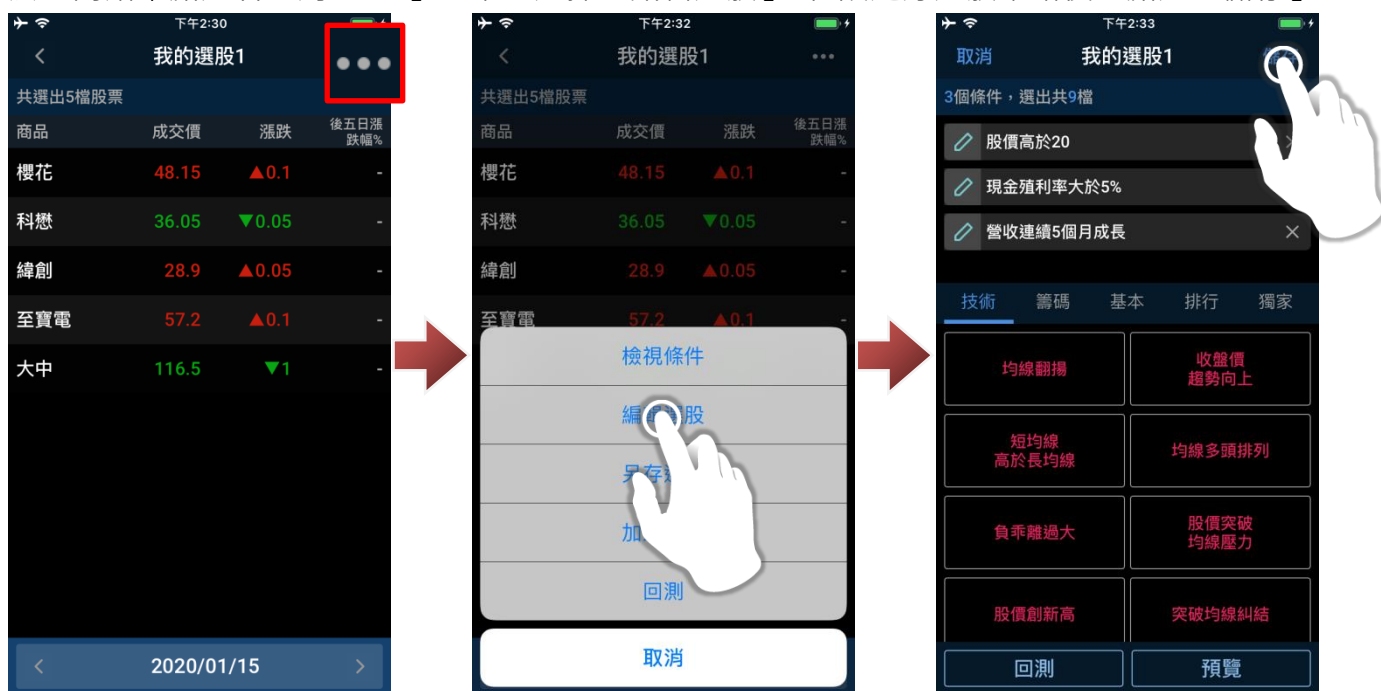 下午2:30
我的選股1
共選出5檔股票
商品 成交價 漲跌 後五日漲
跌幅%
櫻花 48.15 ▲0.1 -
科懋 36.05 ▼0.05 -
緯創 28.9 ▲0.05 -
至寶電 57.2 ▲0.1 -
大中 116.5 ▼1 -
2020/01/15
下午2:32
我的選股1
共選出5檔股票
商品 成交價 漲跌 後五日漲
跌幅%
櫻花 48.15 ▲0.1 -
科懋 36.05 ▼0.05 -
緯創 28.9 ▲0.05 -
至寶電 57.2 ▲0.1 -
檢視條件
編輯選股
另存
加
回測
取消
下午2:33
取消 我的選股1
3個條件，選出共9檔
股價高於20
現金殖利率大於5%
營收連續5個月成長
技術 籌碼 基本 排行 獨家
均線翻揚
收盤價
趨勢向上
短均線
高於長均線
均線多頭排列
負乖離過大
股價突破
均線壓力
股價創新高
突破均線糾結
回測
預覽